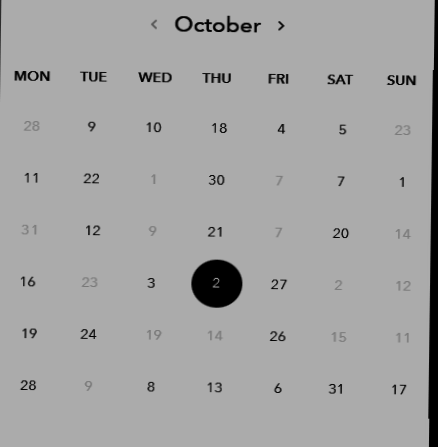 ‹ October ›
MON TUE WED THU FRI SAT SUN
28 9 10 18 4 5 23
11 22 1 30 7 7 1
31 12 9 21 7 20 14
16 23 3 2 27 2 12
19 24 19 14 26 15 11
28 9 8 13 6 31 17